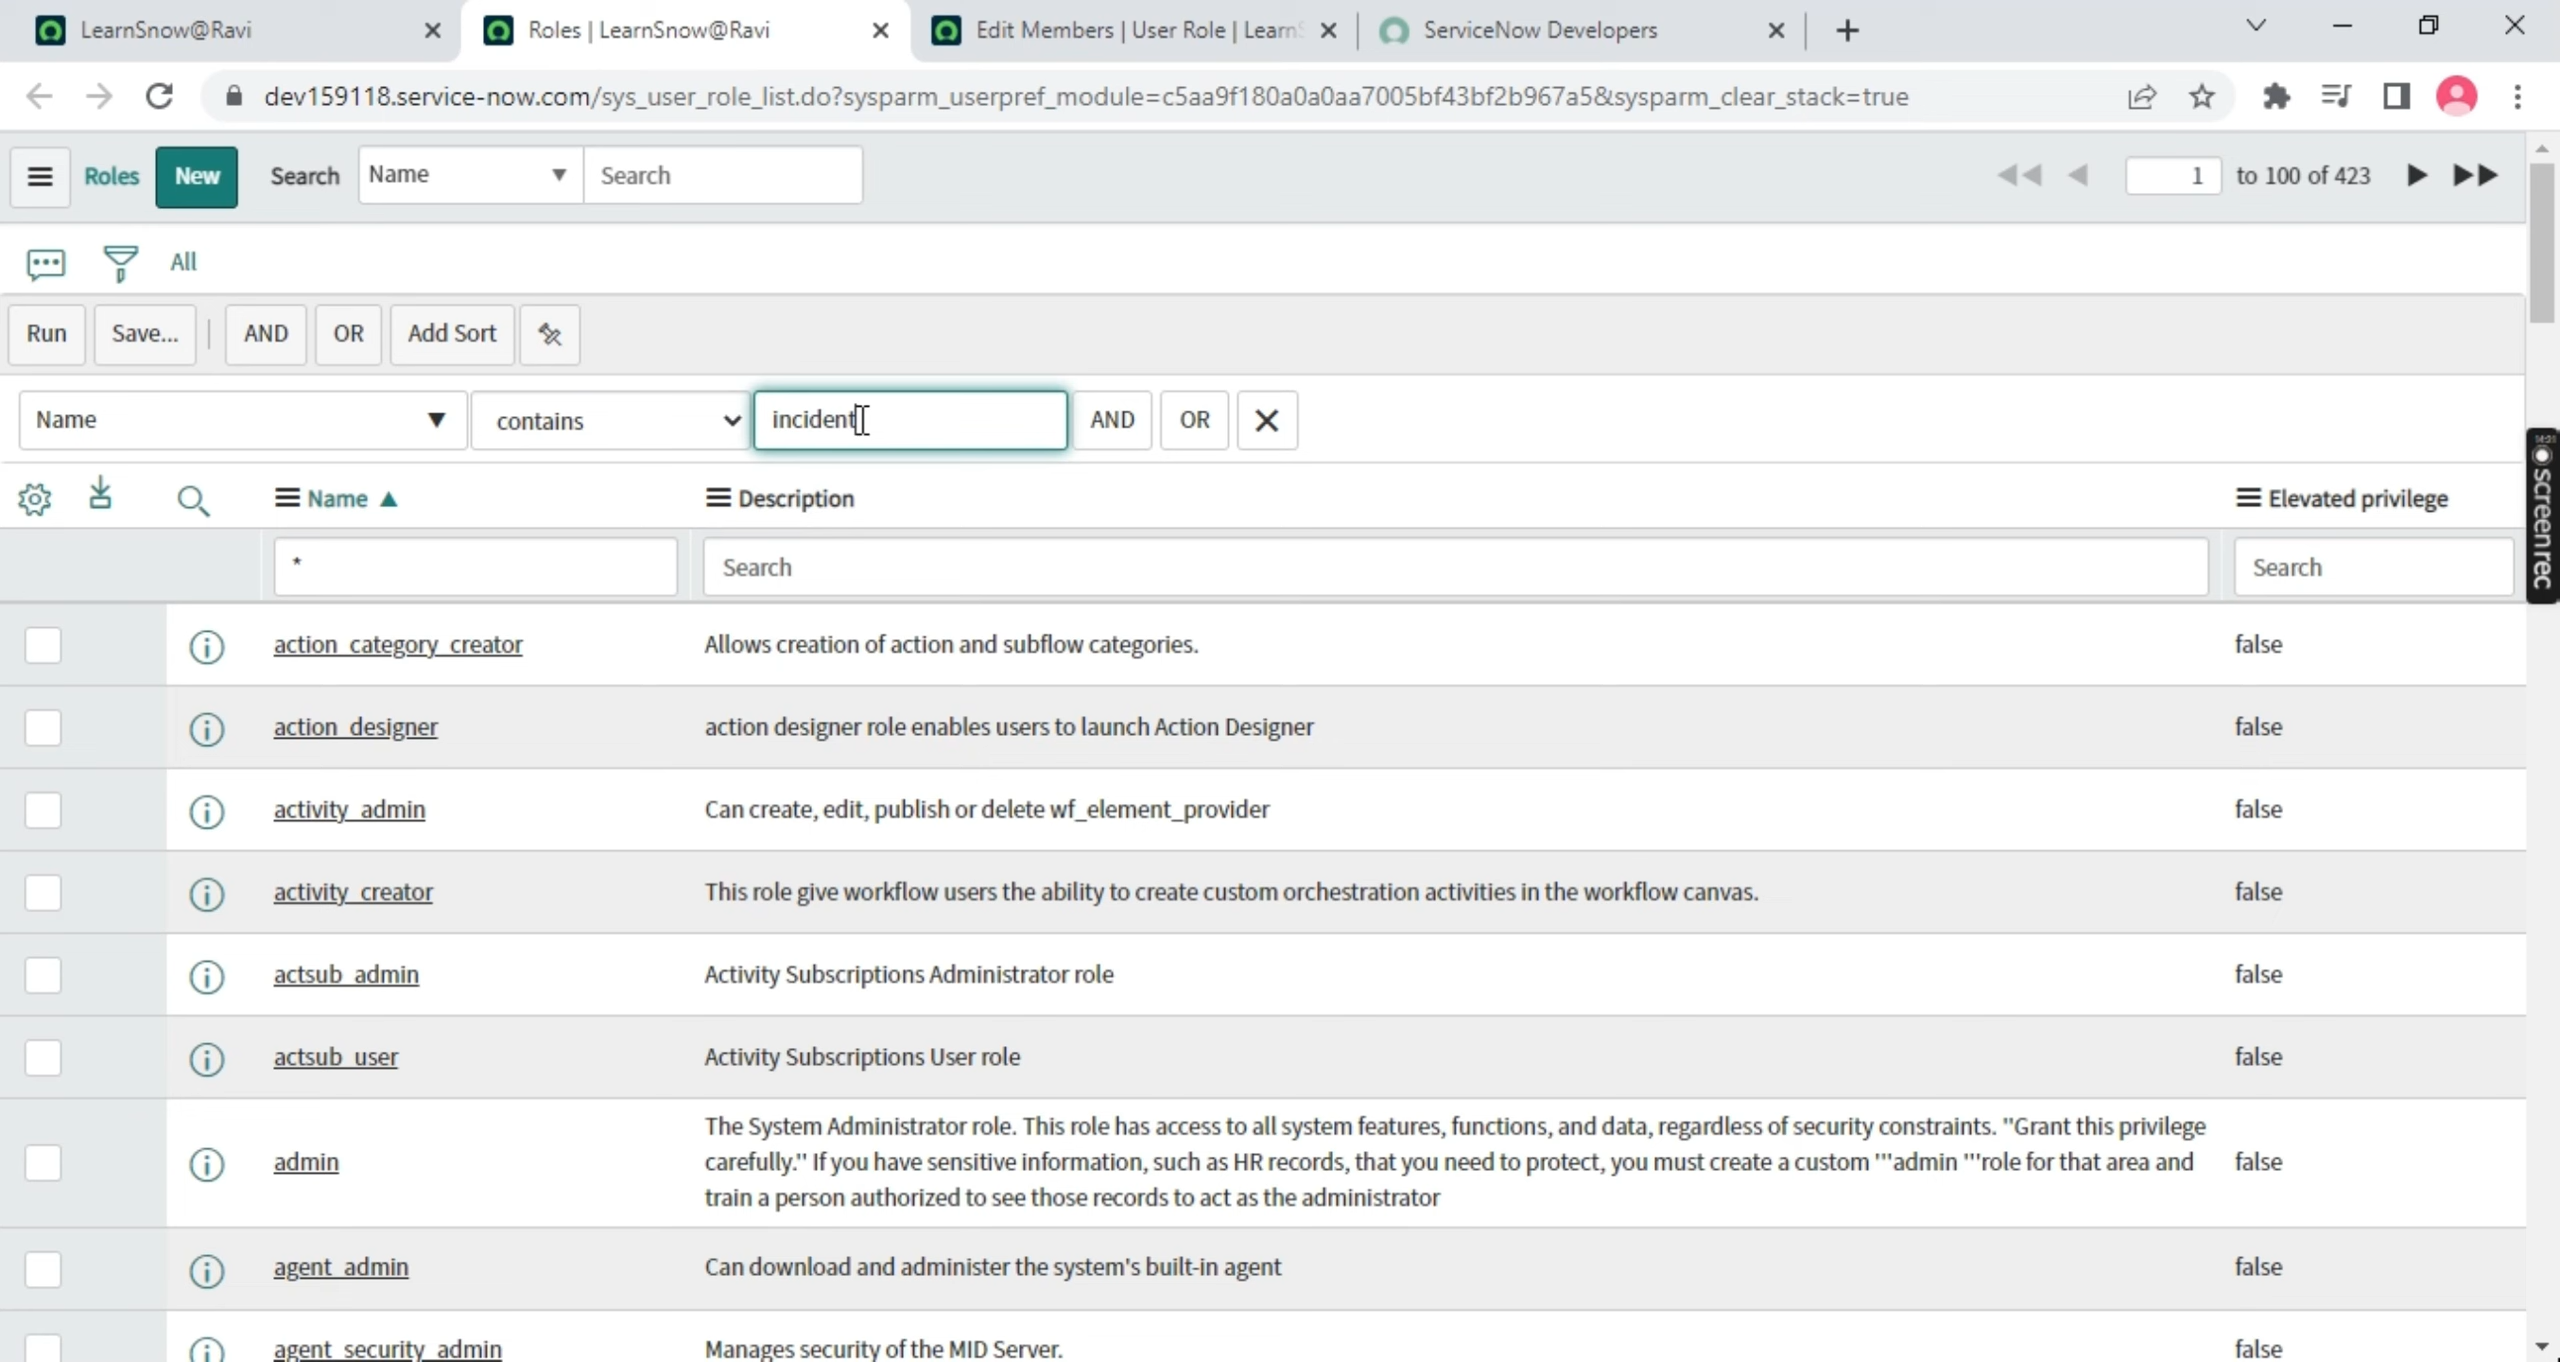 LearnSnow@Ravi
Roles | LearnSnow@Ravi
Edit Members | User Role | Learn
ServiceNow Developers
dev159118.service-now.com/sys_user_role_list.do?sysparm_userpref_module=c5aa9f180a0a0aa7005bf43bf2b967a5&sysparm_clear_stack=true
Roles New Search Name Search 1 to 100 of 423
All
Run Save... AND OR Add Sort
Name contains incident AND OR
Name Description Elevated privilege
* Search Search
action_category_creator Allows creation of action and subflow categories. false
action_designer action designer role enables users to launch Action Designer false
activity_admin Can create, edit, publish or delete wf_element_provider false
activity_creator This role give workflow users the ability to create custom orchestration activities in the workflow canvas. false
actsub_admin Activity Subscriptions Administrator role false
actsub_user Activity Subscriptions User role false
The System Administrator role. This role has access to all system features, functions, and data, regardless of security constraints. "Grant this privilege
admin carefully." If you have sensitive information, such as HR records, that you need to protect, you must create a custom '"admin '"role for that area and false
train a person authorized to see those records to act as the administrator
agent_admin Can download and administer the system's built-in agent false
agent_security_admin Manages security of the MID Server. false
screenrec